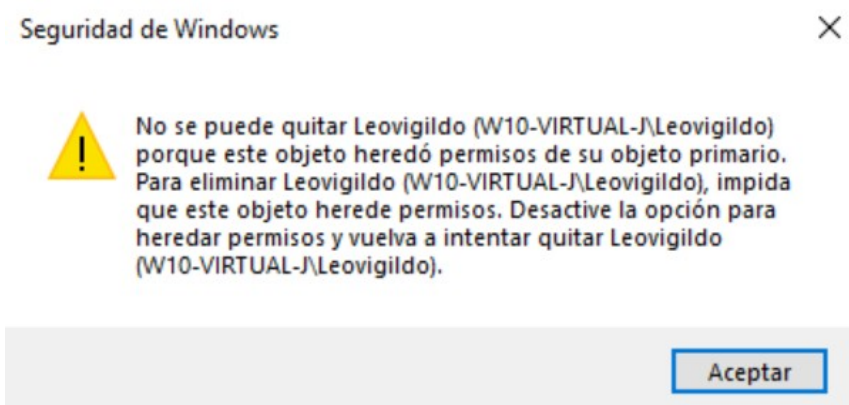 Seguridad de Windows
No se puede quitar Leovigildo (W10-VIRTUAL-J\Leovigildo)
porque este objeto heredó permisos de su objeto primario.
Para eliminar Leovigildo (W10-VIRTUAL-J\Leovigildo), impida
que este objeto herede permisos. Desactive la opción para
heredar permisos y vuelva a intentar quitar Leovigildo
(W10-VIRTUAL-J\Leovigildo).
Aceptar